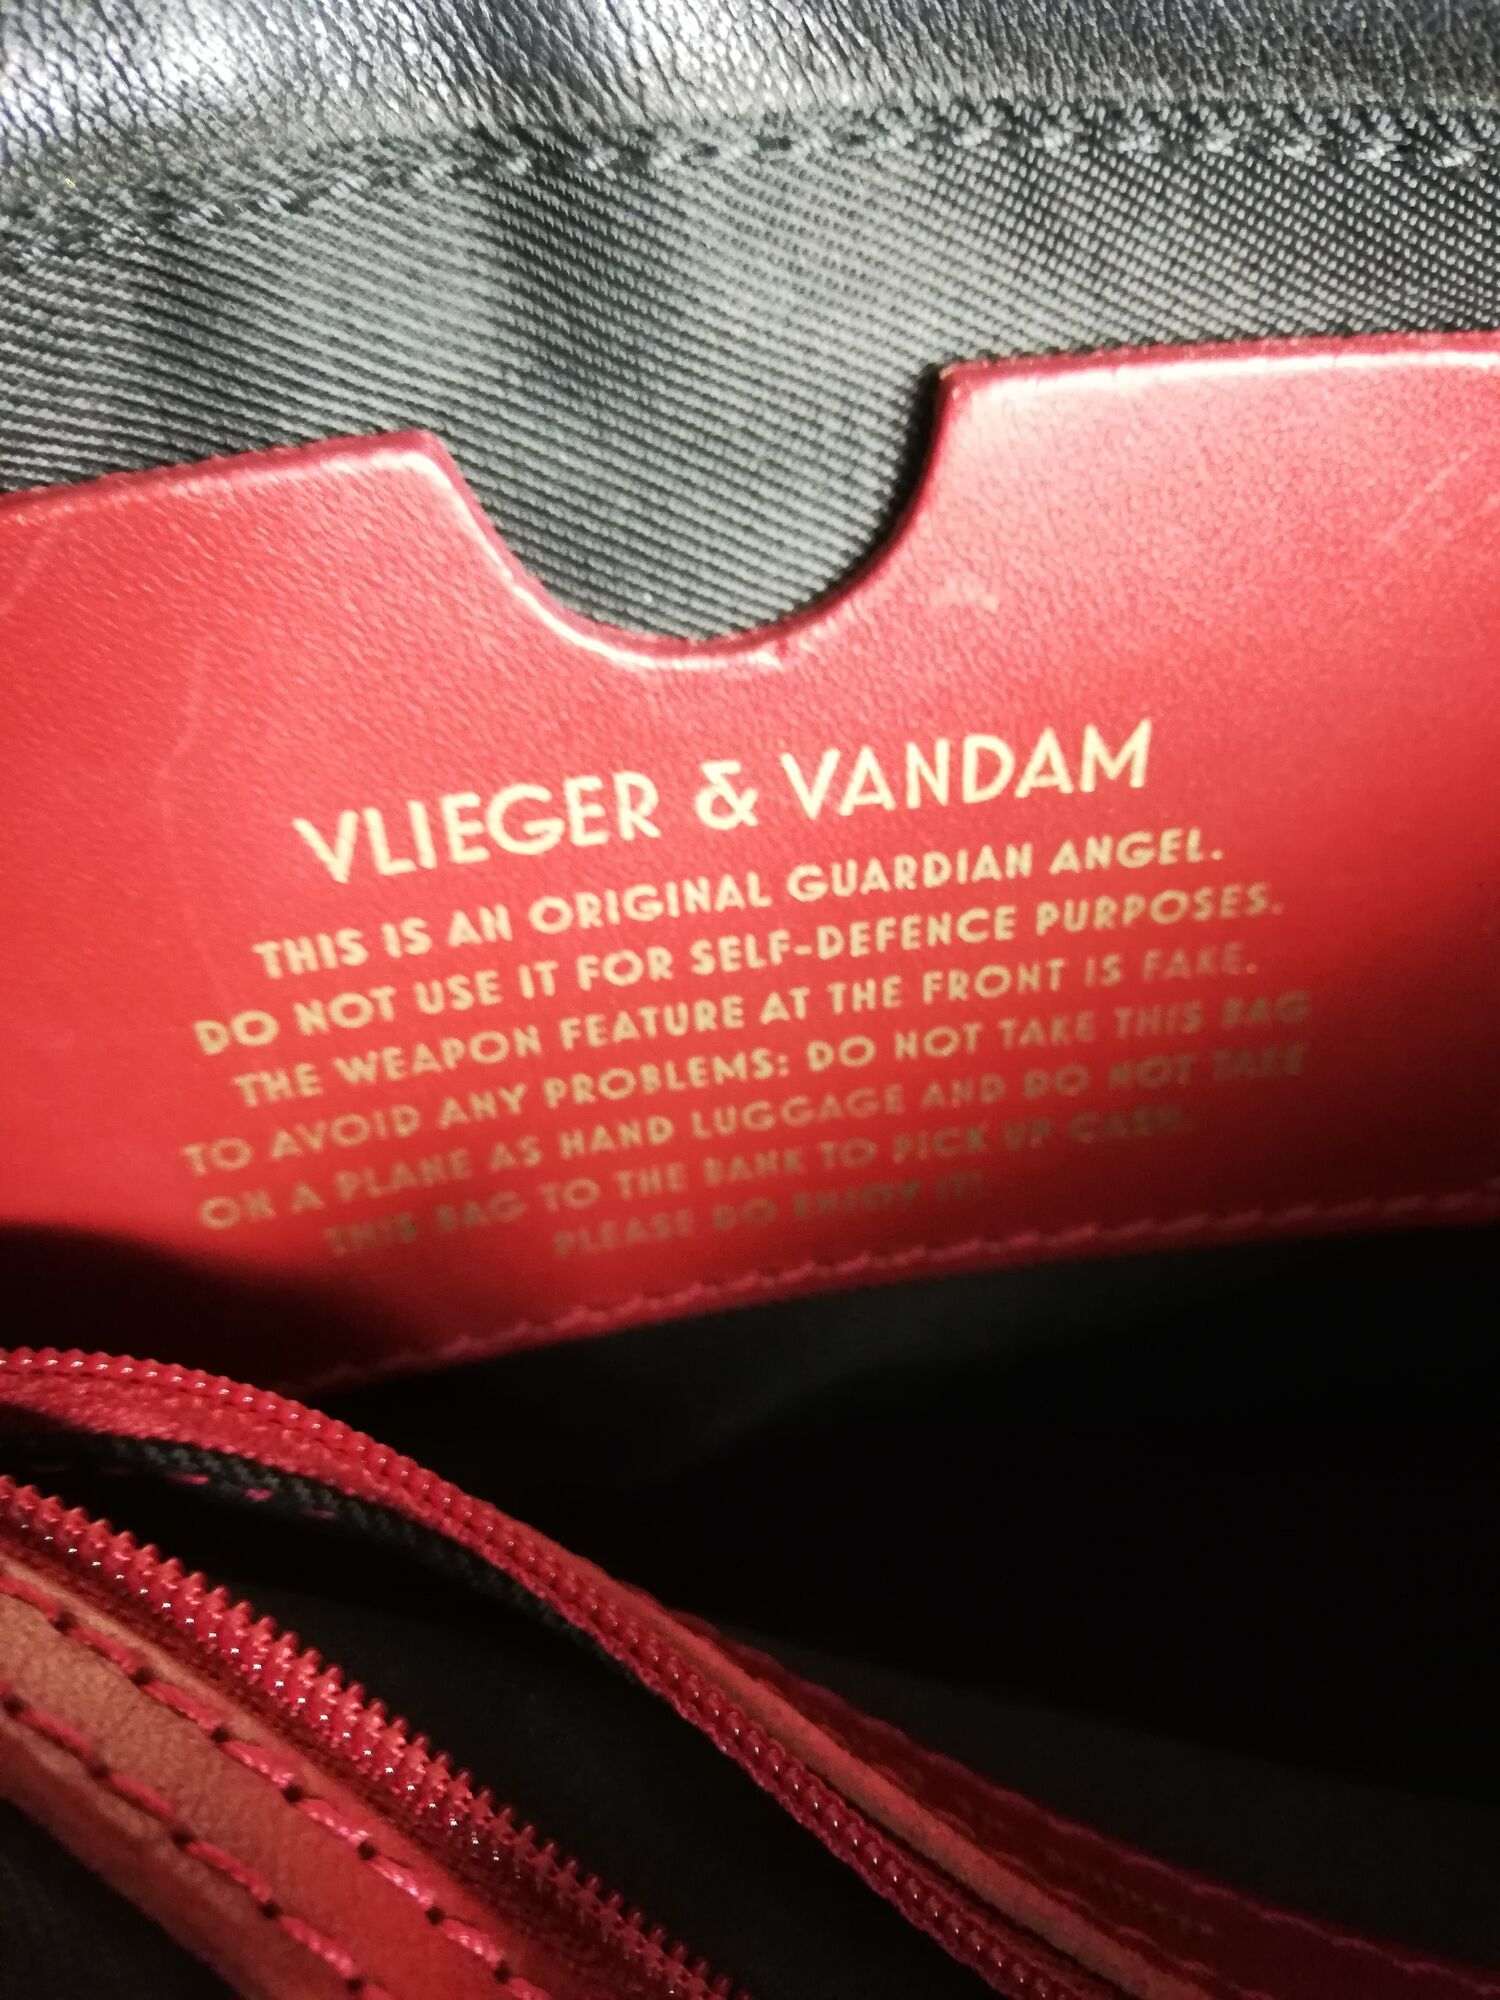 VLIEGER & VANDAM
THIS IS AN ORIGINAL GUARDIAN ANGEL.
DO NOT USE IT FOR SELF-DEFENCE PURPOSES.
THE WEAPON FEATURE AT THE FRONT IS FAKE.
TO AVOID ANY PROBLEMS: DO NOT TAKE THIS BAG
ON A PLANE AS HAND LUGGAGE AND DO NOT TAKE
THIS BAG TO THE BANK TO PICK UP CASH.
PLEASE DO ENJOY IT!